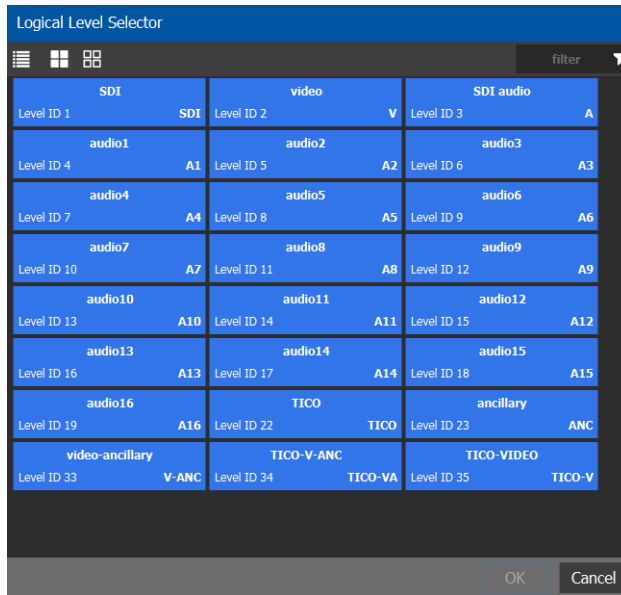 Logical Level Selector
filter
SDI video SDI audio
Level ID 1 SDI Level ID 2 V Level ID 3 A
audio1 audio2 audio3
Level ID 4 A1 Level ID 5 A2 Level ID 6 A3
audio4 audio5 audio6
Level ID 7 A4 Level ID 8 A5 Level ID 9 A6
audio7 audio8 audio9
Level ID 10 A7 Level ID 11 A8 Level ID 12 A9
audio10 audio11 audio12
Level ID 13 A10 Level ID 14 A11 Level ID 15 A12
audio13 audio14 audio15
Level ID 16 A13 Level ID 17 A14 Level ID 18 A15
audio16 TICO ancillary
Level ID 19 A16 Level ID 22 TICO Level ID 23 ANC
video-ancillary TICO-V-ANC TICO-VIDEO
Level ID 33 V-ANC Level ID 34 TICO-VA Level ID 35 TICO-V
OK Cancel